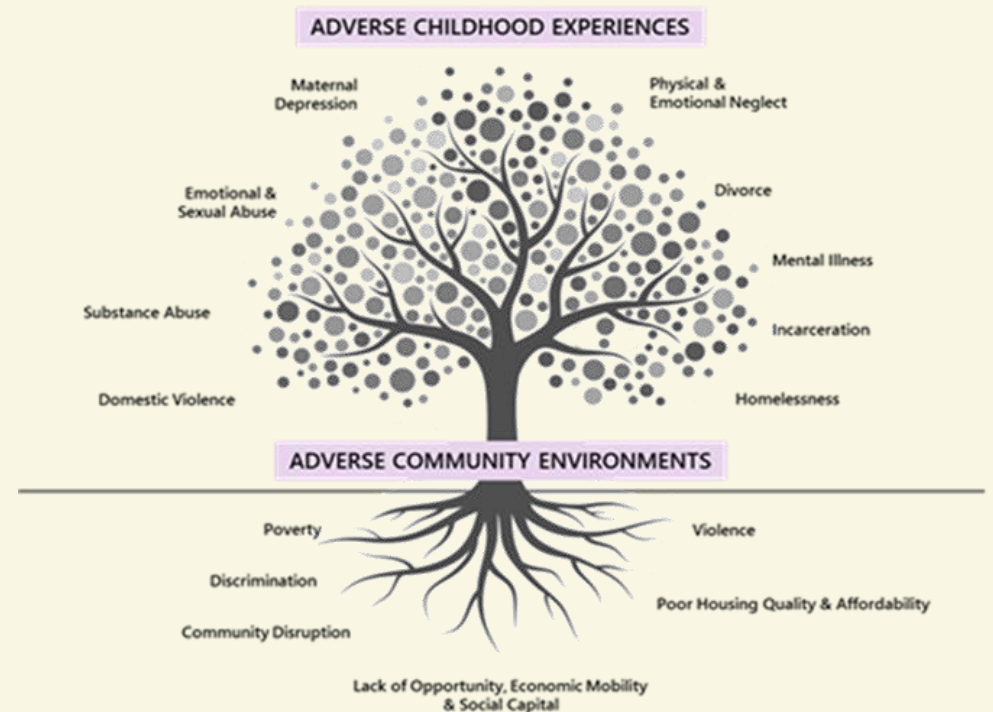 ADVERSE CHILDHOOD EXPERIENCES
Maternal
Depression
Physical &
Emotional Neglect
Emotional &
Sexual Abuse
Divorce
Mental Illness
Substance Abuse
Incarceration
Domestic Violence
Homelessness
ADVERSE COMMUNITY ENVIRONMENTS
Poverty
Violence
Discrimination
Poor Housing Quality & Affordability
Community Disruption
Lack of Opportunity, Economic Mobility
& Social Capital